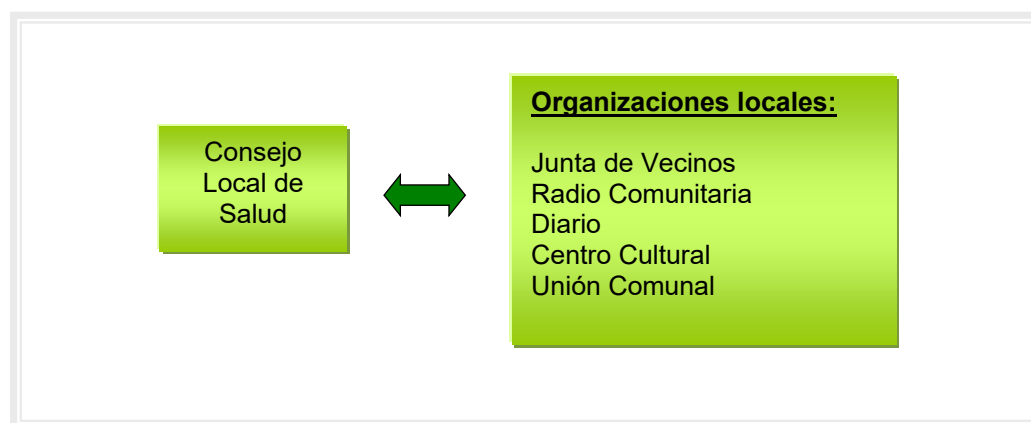 Consejo
Local de
Salud
Organizaciones locales:
Junta de Vecinos
Radio Comunitaria
Diario
Centro Cultural
Unión Comunal